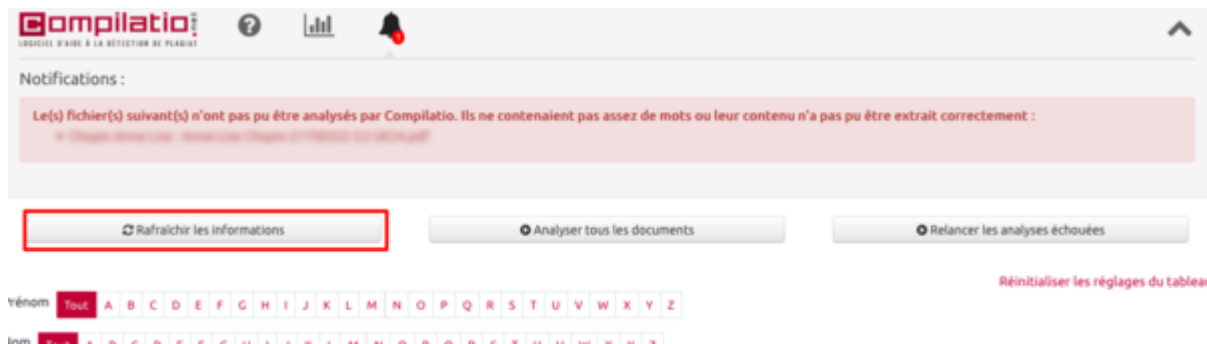 Compilatio.net
LOGICIEL D'AIDE À LA DÉTECTION DE PLAGIAT
1
Notifications :
Le(s) fichier(s) suivant(s) n'ont pas pu être analysés par Compilatio. Ils ne contenaient pas assez de mots ou leur contenu n'a pas pu être extrait correctement :
Rafraîchir les informations
Analyser tous les documents
Relancer les analyses échouées
Réinitialiser les réglages du tableau
Prénom Tout A B C D E F G H I J K L M N O P Q R S T U V W X Y Z
Nom Tout A B C D E F G H I J K L M N O P Q R S T U V W X Y Z